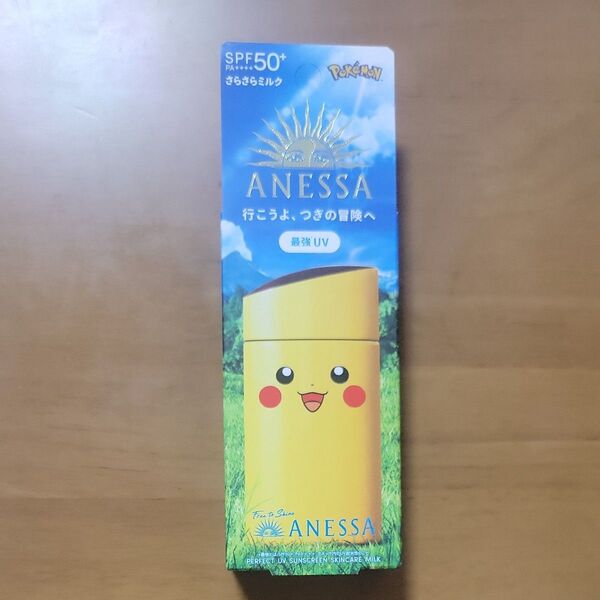 SPF50+
PA++++
さらさらミルク
POKéMON
ANESSA
行こうよ、つぎの冒険へ
最強UV
Free to Shine
ANESSA
PERFECT UV SUNSCREEN SKINCARE MILK